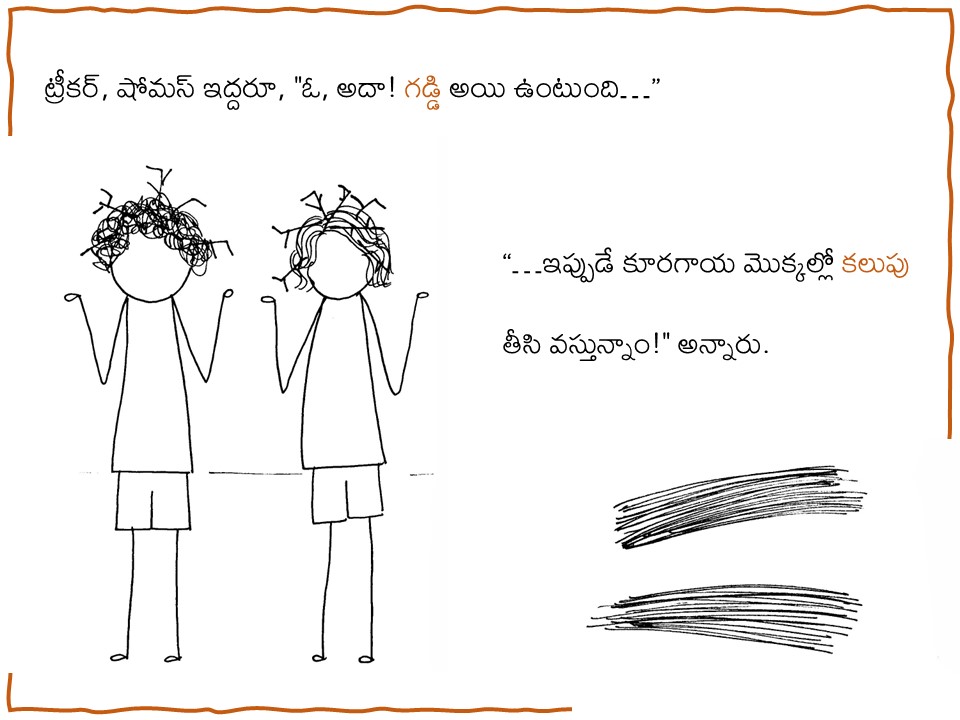 ట్రీకర్, షోమస్ ఇద్దరూ, "ఓ, అదా! గడ్డి అయి ఉంటుంది---”
“---ఇప్పుడే కూరగాయ మొక్కల్లో కలుపు
తీసి వస్తున్నాం!" అన్నారు.